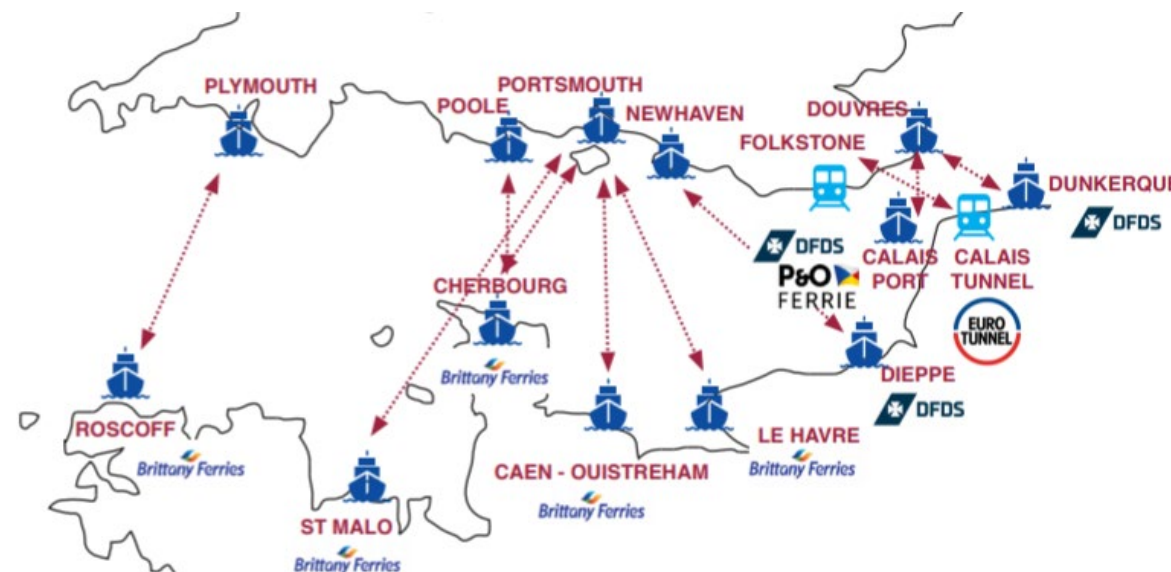 PLYMOUTH
PORTSMOUTH
POOLE
NEWHAVEN
DOUVRES
FOLKSTONE
DUNKERQUE
DFDS
DFDS
P&O
FERRIE
CALAIS
PORT
CALAIS
TUNNEL
EURO
TUNNEL
CHERBOURG
Brittany Ferries
DIEPPE
DFDS
ROSCOFF
Brittany Ferries
LE HAVRE
Brittany Ferries
CAEN - OUISTREHAM
Brittany Ferries
ST MALO
Brittany Ferries